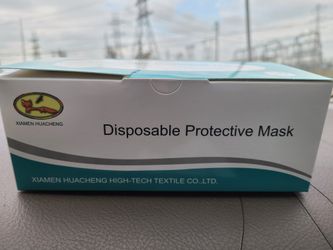 XIAMEN HUACHENG
Disposable Protective Mask
XIAMEN HUACHENG HIGH-TECH TEXTILE CO.,LTD.